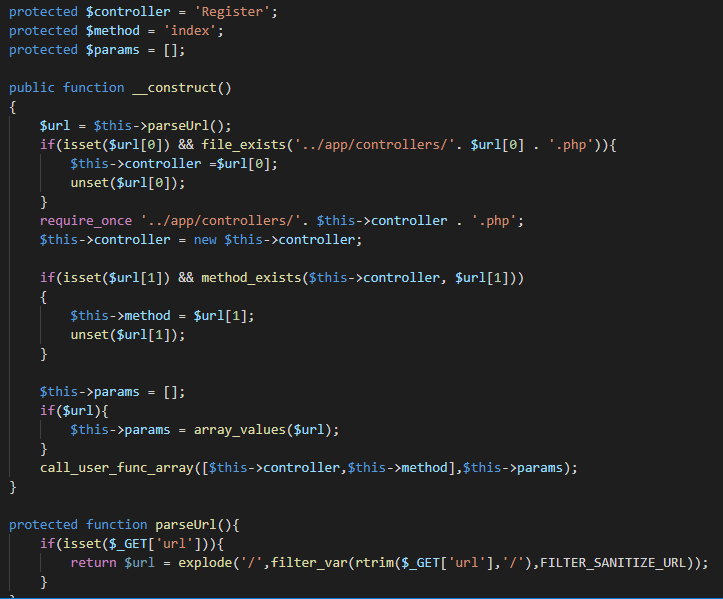 protected $controller = 'Register';
protected $method = 'index';
protected $params = [];
public function __construct()
{
$url = $this->parseUrl();
if(isset($url[0]) && file_exists('../app/controllers/'. $url[0] . '.php')){
$this->controller =$url[0];
unset($url[0]);
}
require_once '../app/controllers/'. $this->controller . '.php';
$this->controller = new $this->controller;
if(isset($url[1]) && method_exists($this->controller, $url[1]))
{
$this->method = $url[1];
unset($url[1]);
}
$this->params = [];
if($url){
$this->params = array_values($url);
}
call_user_func_array([$this->controller,$this->method],$this->params);
}
protected function parseUrl(){
if(isset($_GET['url'])){
return $url = explode('/',filter_var(rtrim($_GET['url'],'/'),FILTER_SANITIZE_URL));
}